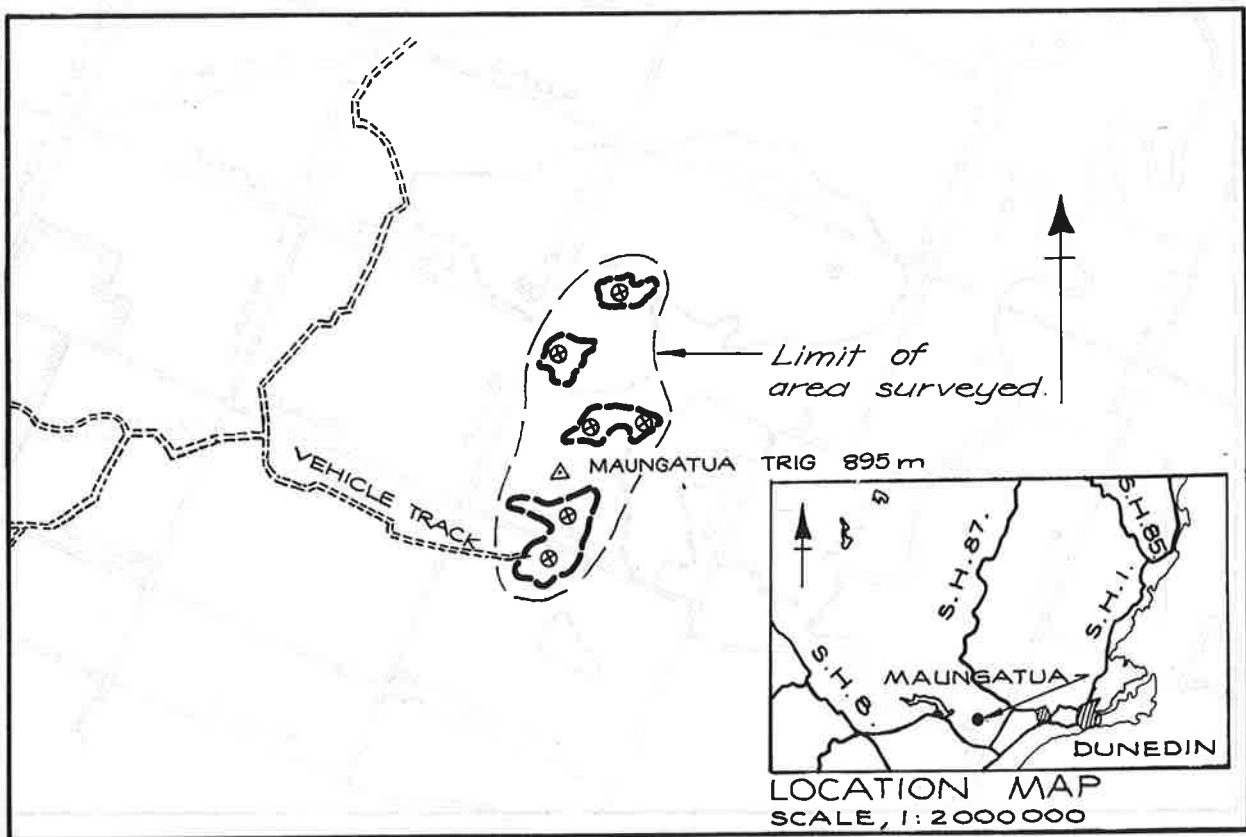 Limit of
area surveyed.
VEHICLE TRACK
MAUNGATUA TRIG 895 m
S.H.87.
S.H.85
S.H.1.
S.H.8.
MAUNGATUA
DUNEDIN
LOCATION MAP
SCALE, 1:2000000